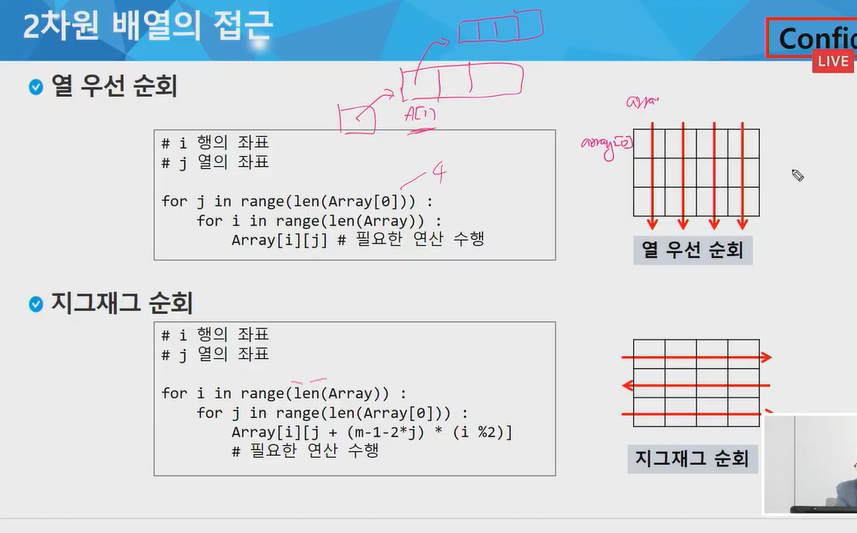 2차원 배열의 접근
Confid
LIVE
열 우선 순회
A[i]
array
array[0]
# i 행의 좌표
# j 열의 좌표
4
for j in range(len(Array[0])) :
for i in range(len(Array)) :
Array[i][j] # 필요한 연산 수행
열 우선 순회
지그재그 순회
# i 행의 좌표
# j 열의 좌표
for i in range(len(Array)) :
for j in range(len(Array[0])) :
Array[i][j + (m-1-2*j) * (i %2)]
# 필요한 연산 수행
지그재그 순회